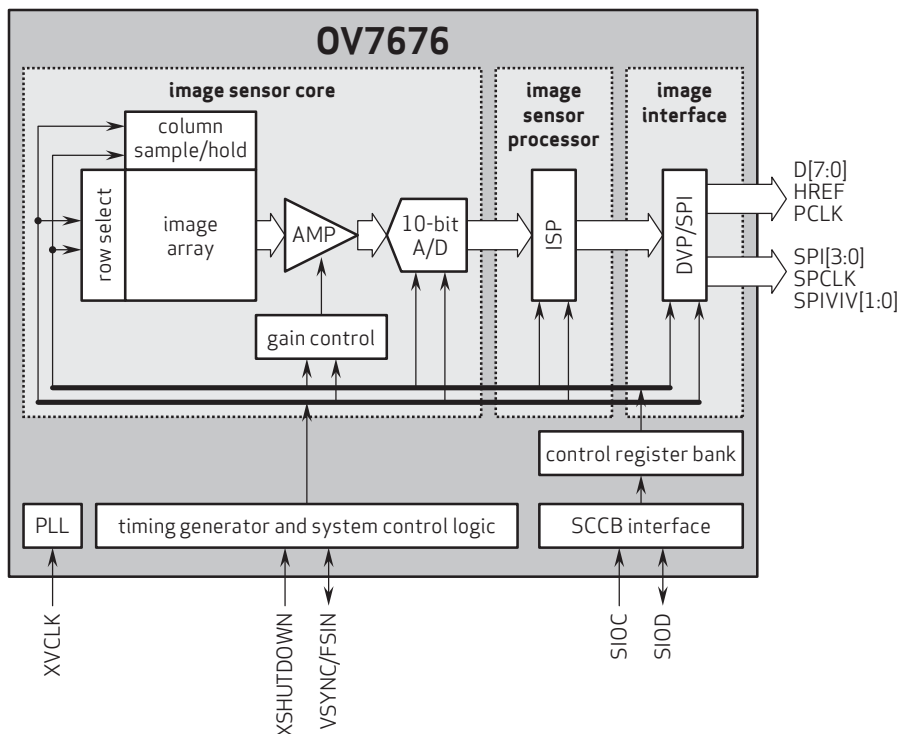 OV7676
image sensor core
image
sensor
processor
image
interface
column
sample/hold
row select
image
array
AMP
10-bit
A/D
ISP
DVP/SPI
D[7:0]
HREF
PCLK
SPI[3:0]
SPCLK
SPIVIV[1:0]
gain control
control register bank
PLL
timing generator and system control logic
SCCB interface
XVCLK
XSHUTDOWN
VSYNC/FSIN
SIOC
SIOD